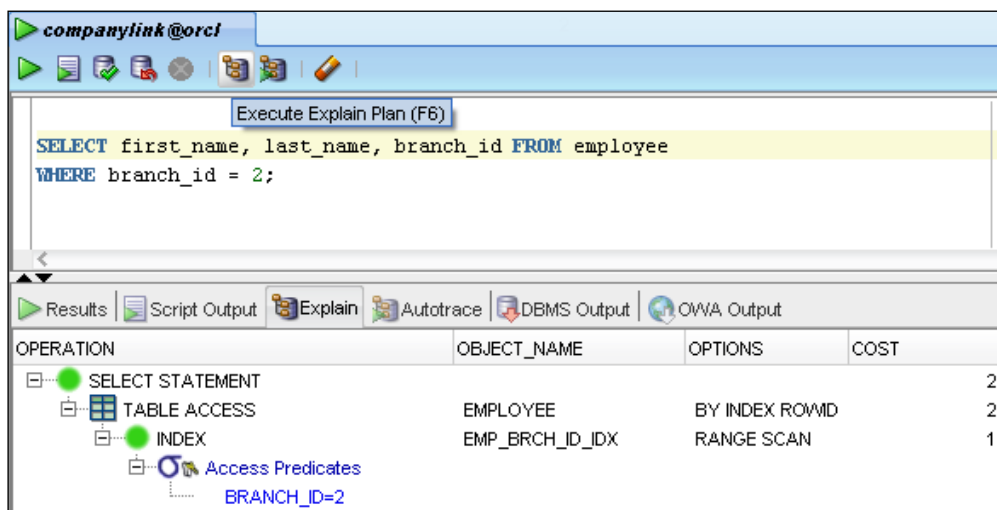 companylink@orcl
Execute Explain Plan (F6)
SELECT first_name, last_name, branch_id FROM employee
WHERE branch_id = 2;
Results Script Output Explain Autotrace DBMS Output OWA Output
OPERATION OBJECT_NAME OPTIONS COST
SELECT STATEMENT 2
TABLE ACCESS EMPLOYEE BY INDEX ROWID 2
INDEX EMP_BRCH_ID_IDX RANGE SCAN 1
Access Predicates
BRANCH_ID=2